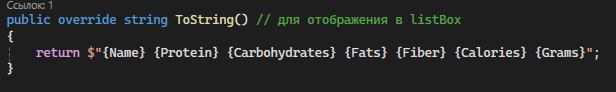 Ссылок: 1
public override string ToString() // для отображения в listBox
{
return $"{Name} {Protein} {Carbohydrates} {Fats} {Fiber} {Calories} {Grams}";
}